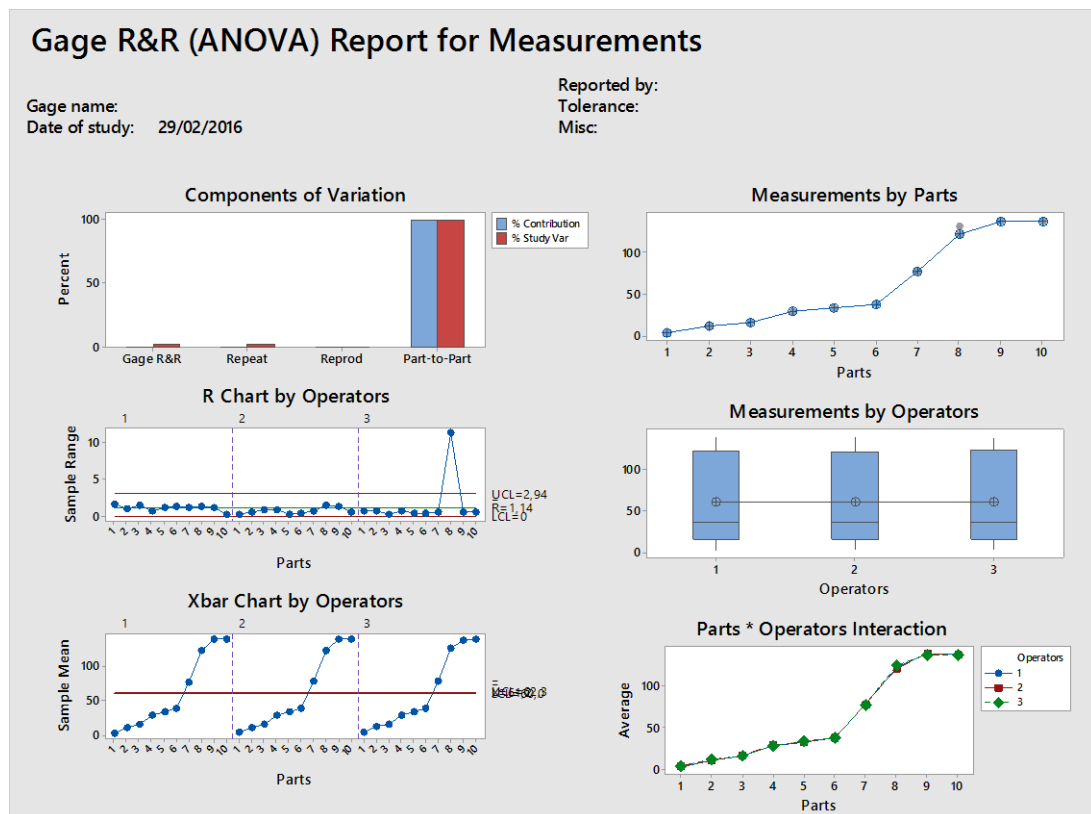 Gage R&R (ANOVA) Report for Measurements
Gage name:
Date of study: 29/02/2016
Reported by:
Tolerance:
Misc:
Components of Variation
Percent
100
50
0
Gage R&R Repeat Reprod Part-to-Part
% Contribution
% Study Var
R Chart by Operators
1 2 3
Sample Range
10
5
0
UCL=2,94
R=1,14
LCL=0
1 2 3 4 5 6 7 8 9 10 1 2 3 4 5 6 7 8 9 10 1 2 3 4 5 6 7 8 9 10
Parts
Xbar Chart by Operators
1 2 3
Sample Mean
100
50
0
1 2 3 4 5 6 7 8 9 10 1 2 3 4 5 6 7 8 9 10 1 2 3 4 5 6 7 8 9 10
Parts
Measurements by Parts
100
50
0
1 2 3 4 5 6 7 8 9 10
Parts
Measurements by Operators
100
50
0
1 2 3
Operators
Parts * Operators Interaction
Average
100
50
0
1 2 3 4 5 6 7 8 9 10
Parts
Operators
1
2
3